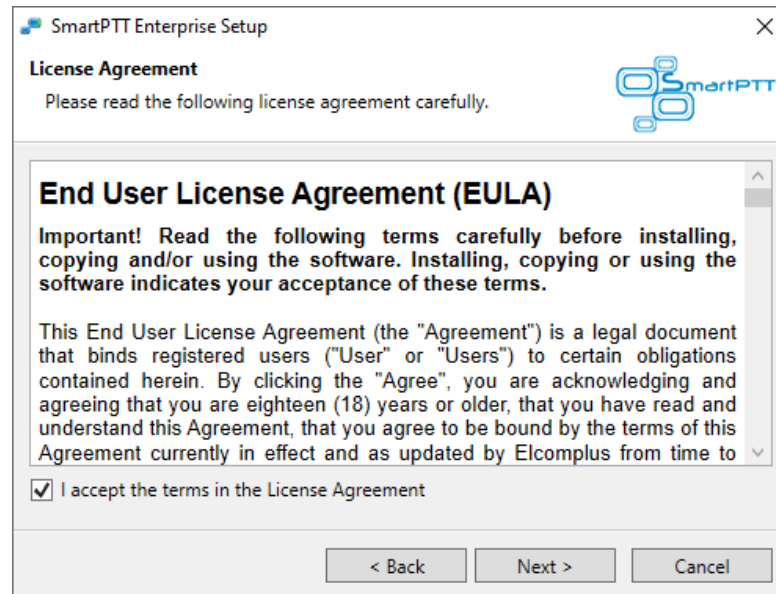 SmartPTT Enterprise Setup
License Agreement
Please read the following license agreement carefully.
SmartPTT
End User License Agreement (EULA)
Important! Read the following terms carefully before installing,
copying and/or using the software. Installing, copying or using the
software indicates your acceptance of these terms.
This End User License Agreement (the "Agreement") is a legal document
that binds registered users ("User" or "Users") to certain obligations
contained herein. By clicking the "Agree", you are acknowledging and
agreeing that you are eighteen (18) years or older, that you have read and
understand this Agreement, that you agree to be bound by the terms of this
Agreement currently in effect and as updated by Elcomplus from time to
I accept the terms in the License Agreement
< Back Next > Cancel